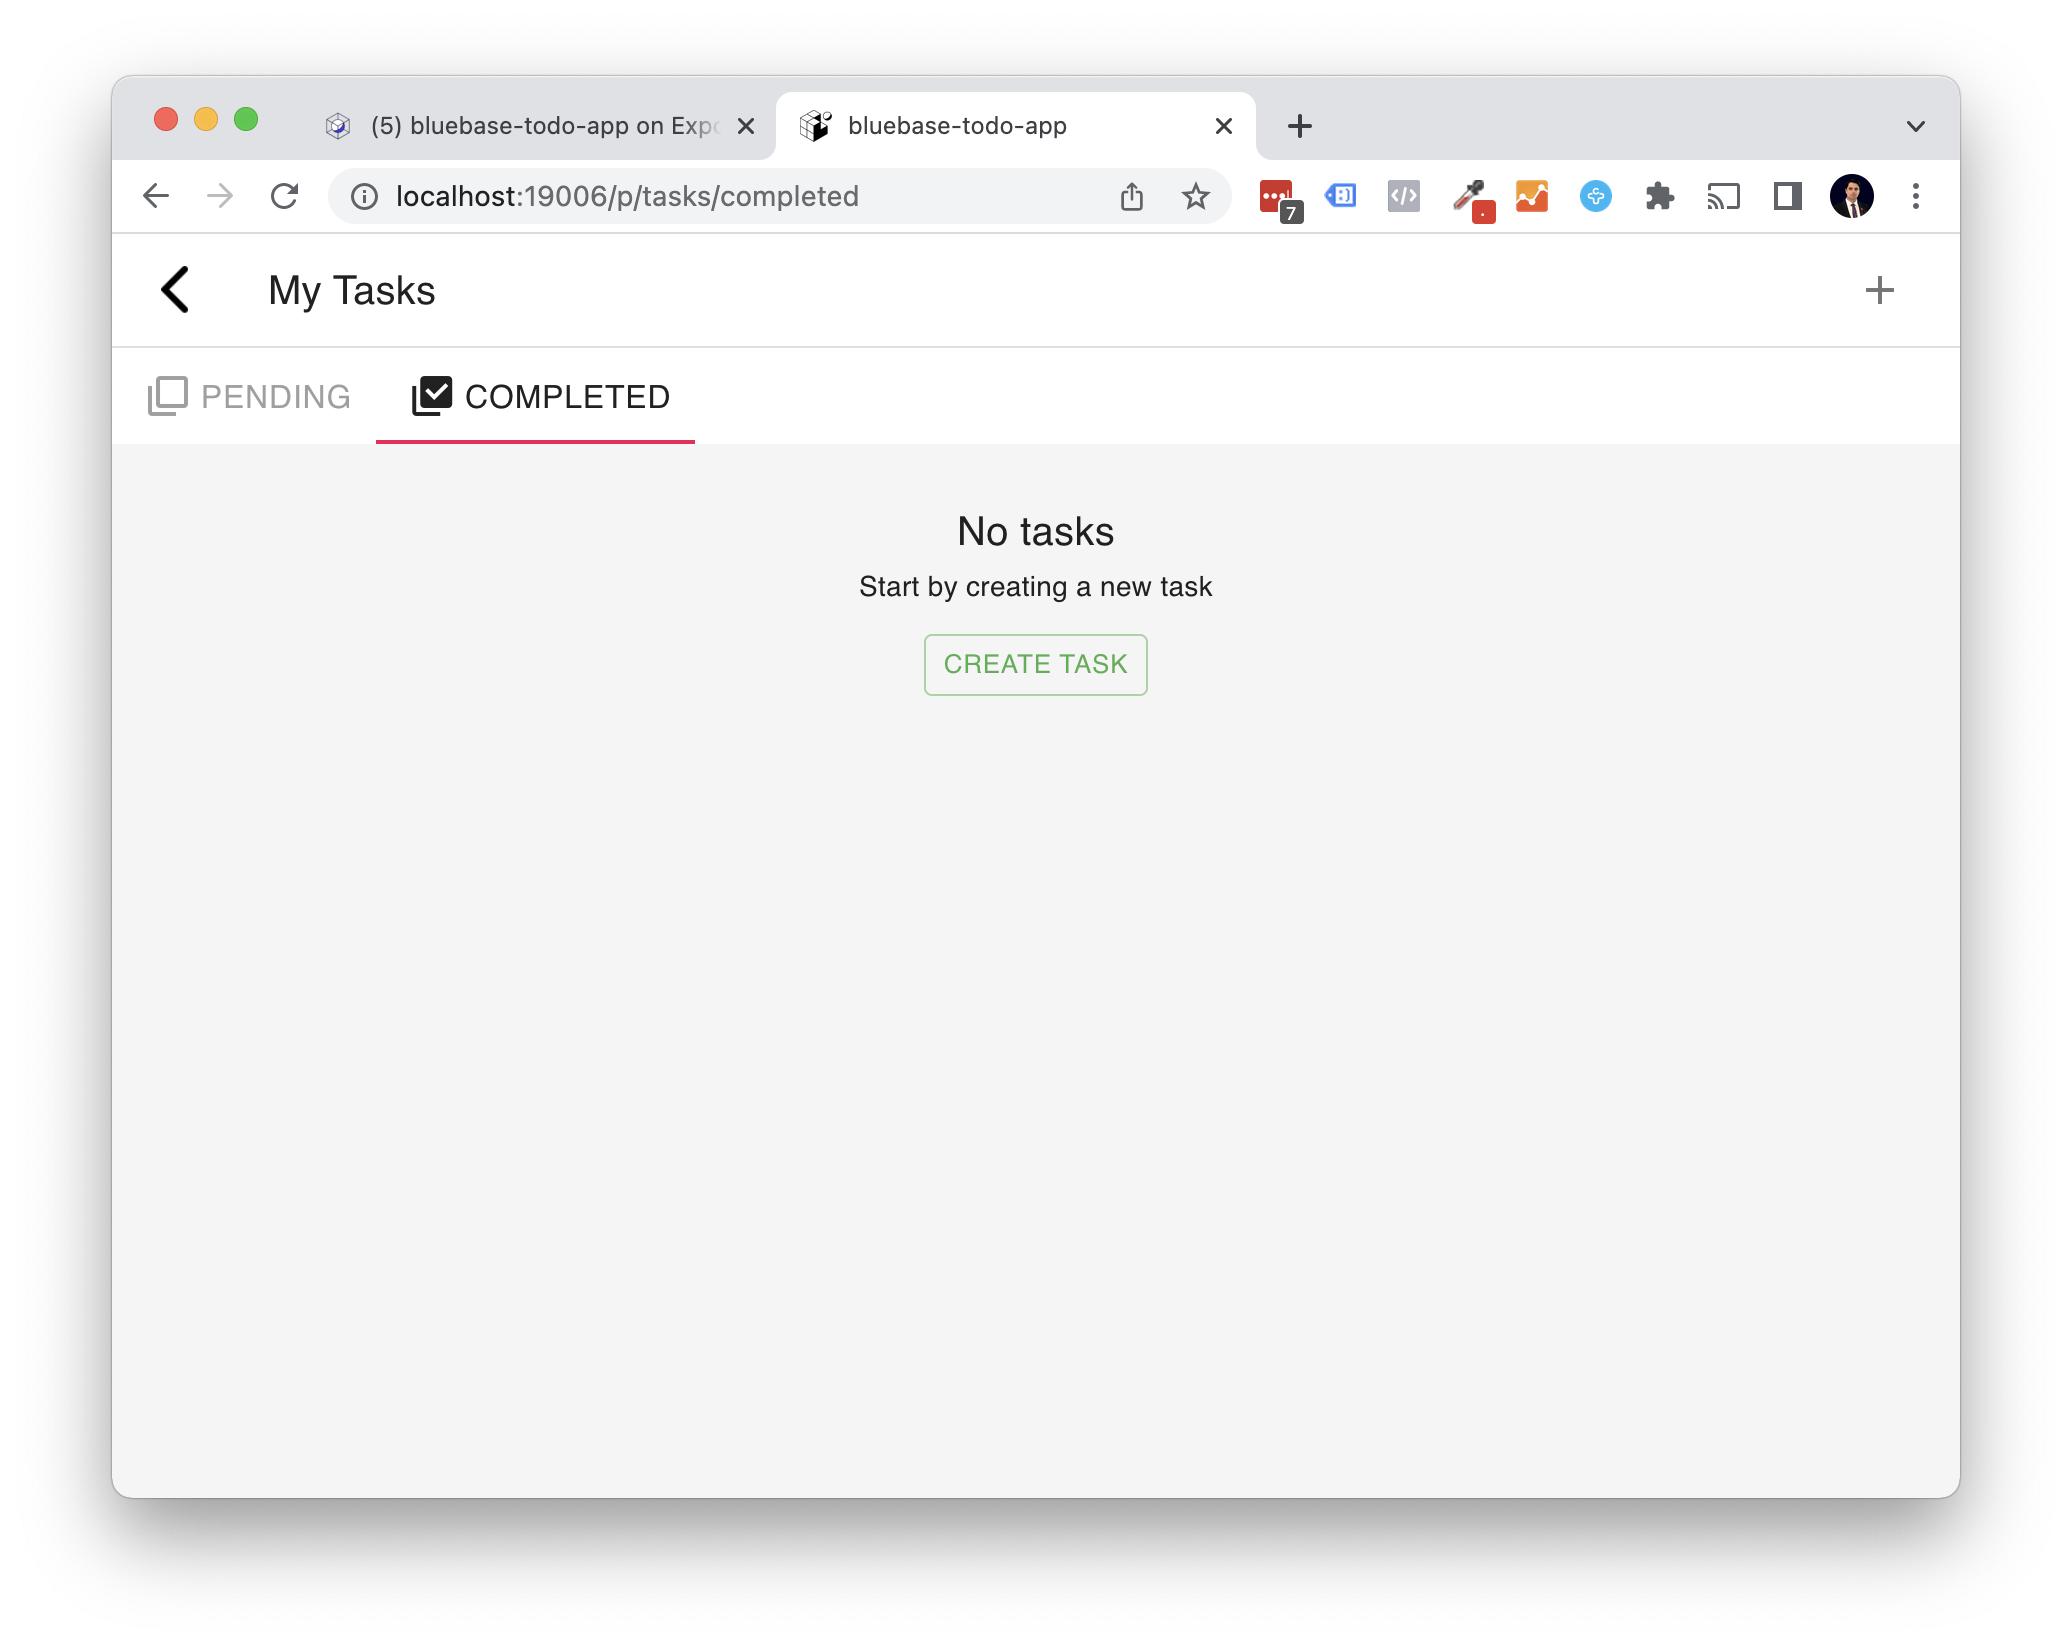 (5) bluebase-todo-app on Expo
bluebase-todo-app
localhost:19006/p/tasks/completed
7
My Tasks
PENDING
COMPLETED
No tasks
Start by creating a new task
CREATE TASK